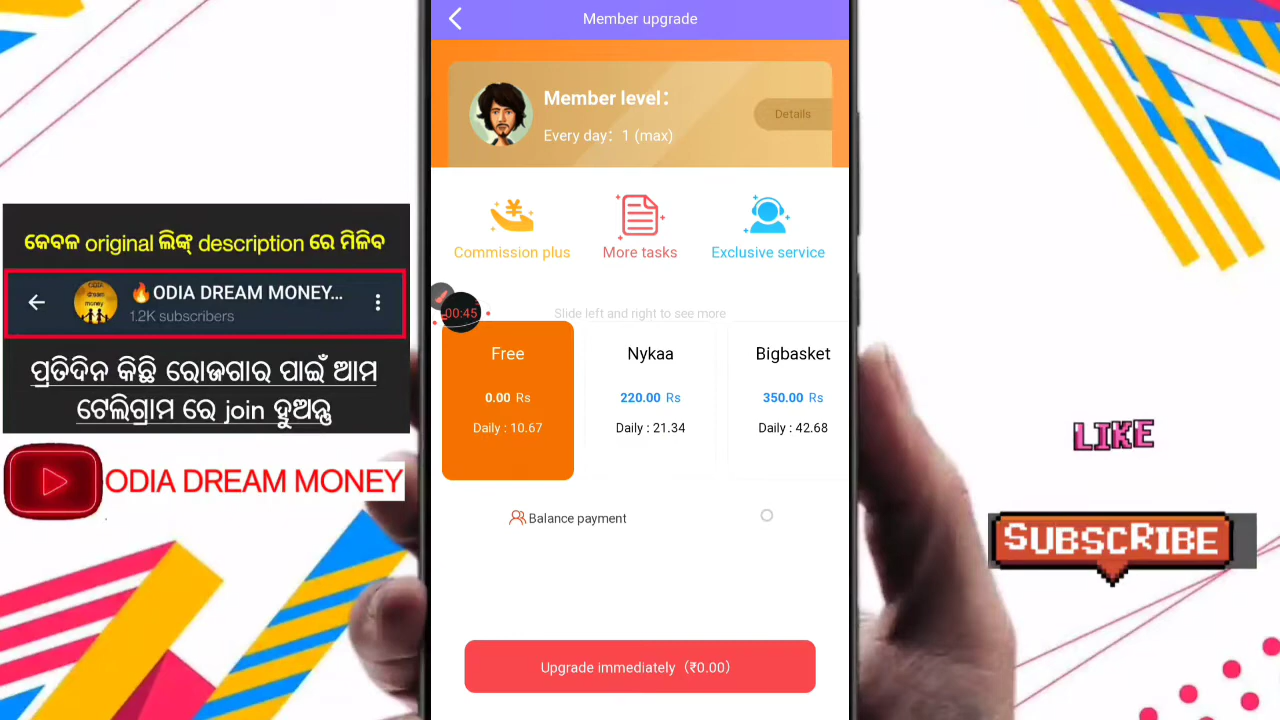 Member upgrade
Member level：
Every day：1 (max)
Details
Commission plus
More tasks
Exclusive service
Slide left and right to see more
00:45
Free
0.00 Rs
Daily : 10.67
Nykaa
220.00 Rs
Daily : 21.34
Bigbasket
350.00 Rs
Daily : 42.68
Balance payment
Upgrade immediately（₹0.00）
କେବଳ original ଲିଙ୍କ୍ description ରେ ମିଳିବ
ODIA dream money
🔥ODIA DREAM MONEY...
1.2K subscribers
ପ୍ରତିଦିନ କିଛି ରୋଜଗାର ପାଇଁ ଆମ
ଟେଲିଗ୍ରାମ ରେ join ହୁଅନ୍ତୁ
ODIA DREAM MONEY
LIKE
SUBSCRIBE